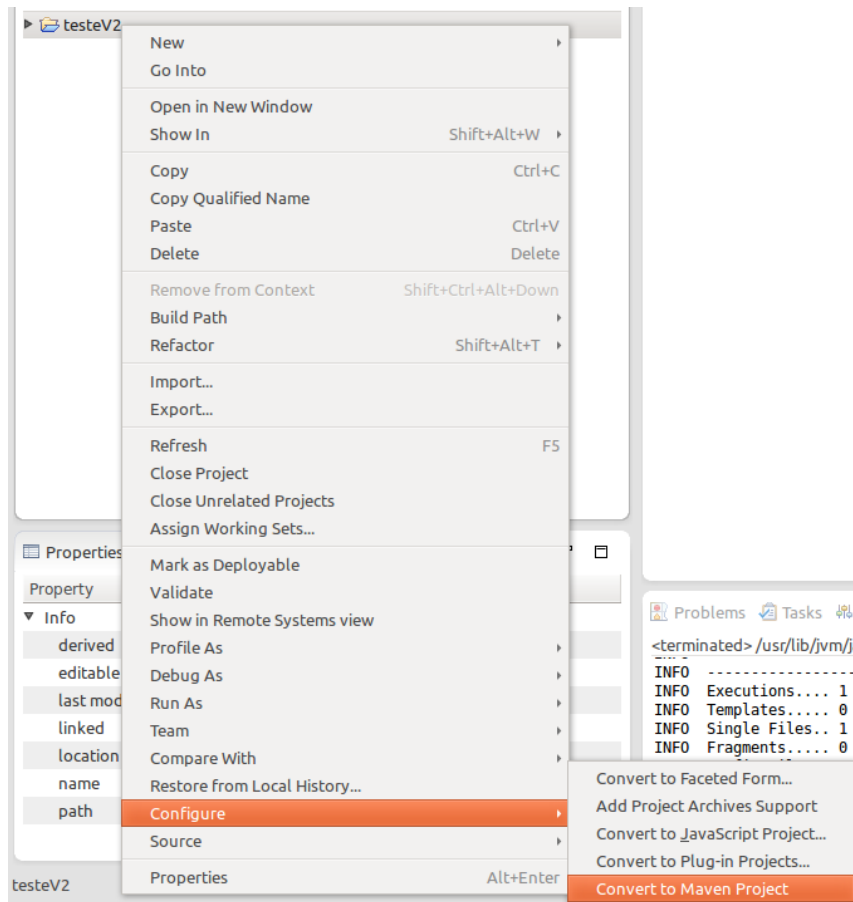 testeV2
New
Go Into
Open in New Window
Show In Shift+Alt+W
Copy Ctrl+C
Copy Qualified Name
Paste Ctrl+V
Delete Delete
Remove from Context Shift+Ctrl+Alt+Down
Build Path
Refactor Shift+Alt+T
Import...
Export...
Refresh F5
Close Project
Close Unrelated Projects
Assign Working Sets...
Mark as Deployable
Validate
Show in Remote Systems view
Profile As
Debug As
Run As
Team
Compare With
Restore from Local History...
Configure
Source
Properties Alt+Enter
Convert to Faceted Form...
Add Project Archives Support
Convert to JavaScript Project...
Convert to Plug-in Projects...
Convert to Maven Project
Properties
Property
Info
derived
editable
last mod
linked
location
name
path
testeV2
Problems Tasks
<terminated> /usr/lib/jvm/j
INFO ------------------
INFO Executions.... 1
INFO Templates..... 0
INFO Single Files.. 1
INFO Fragments..... 0